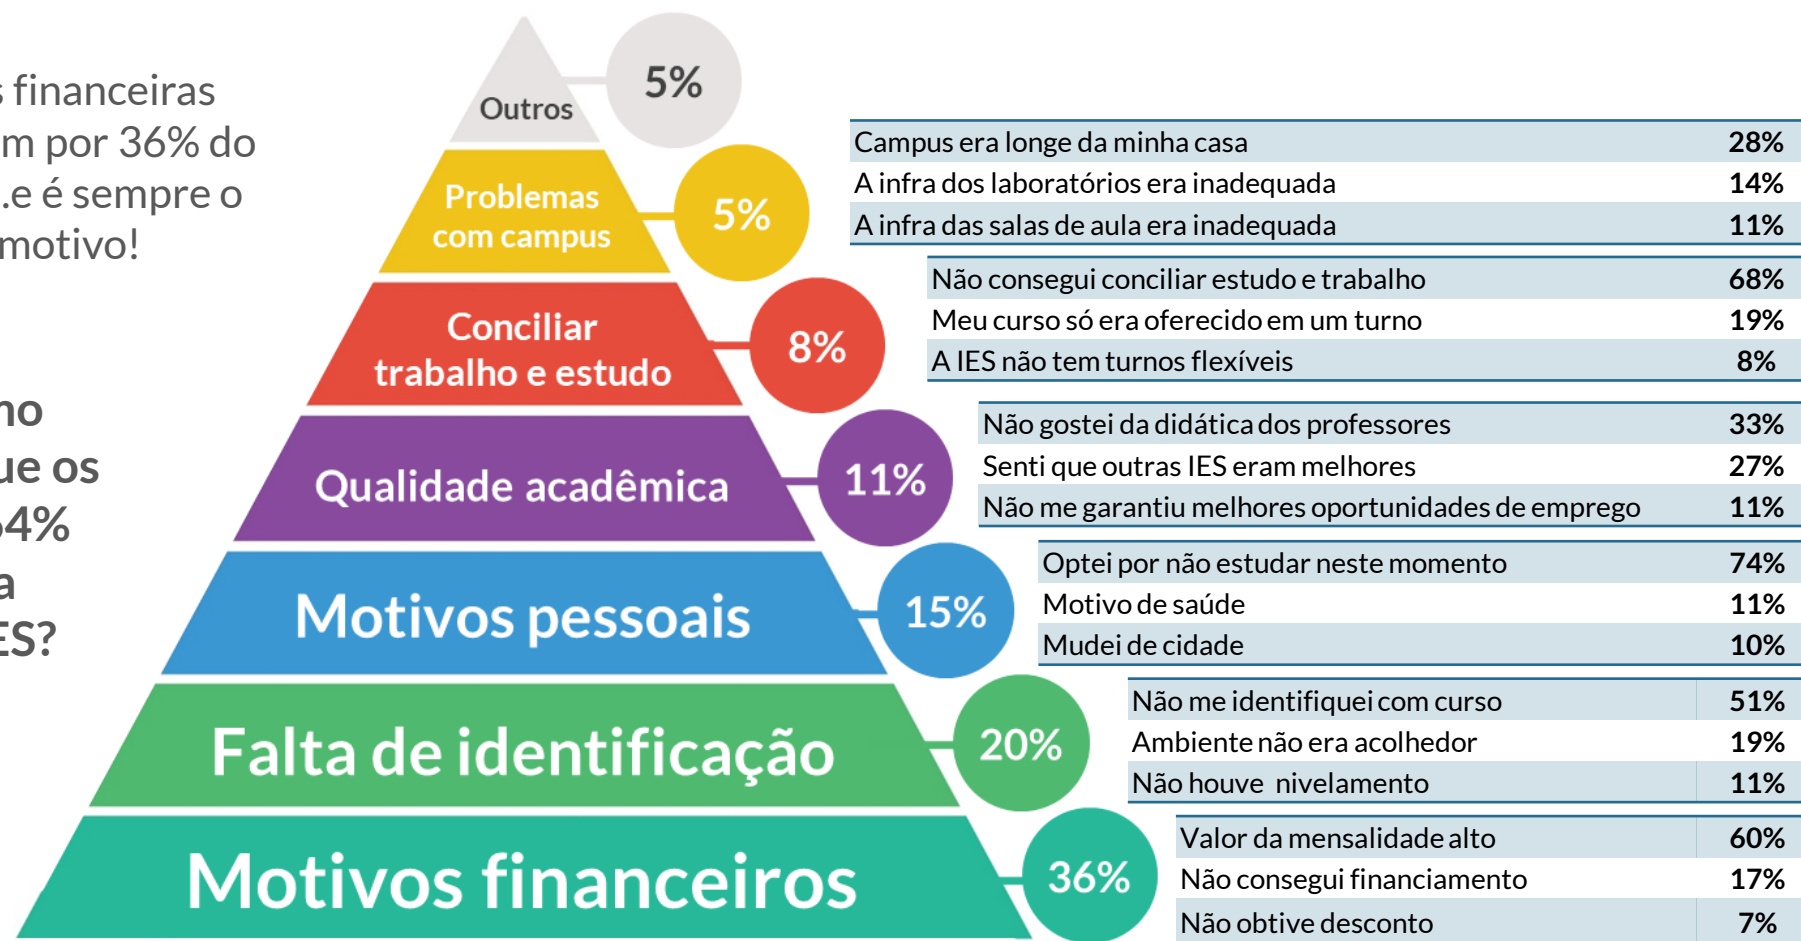 s financeiras
m por 36% do
..e é sempre o
motivo!
no
ue os
64%
a
ES?
Outros
5%
Problemas
com campus
5%
Campus era longe da minha casa 28%
A infra dos laboratórios era inadequada 14%
A infra das salas de aula era inadequada 11%
Conciliar
trabalho e estudo
8%
Não consegui conciliar estudo e trabalho 68%
Meu curso só era oferecido em um turno 19%
A IES não tem turnos flexíveis 8%
Qualidade acadêmica
11%
Não gostei da didática dos professores 33%
Senti que outras IES eram melhores 27%
Não me garantiu melhores oportunidades de emprego 11%
Motivos pessoais
15%
Optei por não estudar neste momento 74%
Motivo de saúde 11%
Mudei de cidade 10%
Falta de identificação
20%
Não me identifiquei com curso 51%
Ambiente não era acolhedor 19%
Não houve nivelamento 11%
Motivos financeiros
36%
Valor da mensalidade alto 60%
Não consegui financiamento 17%
Não obtive desconto 7%